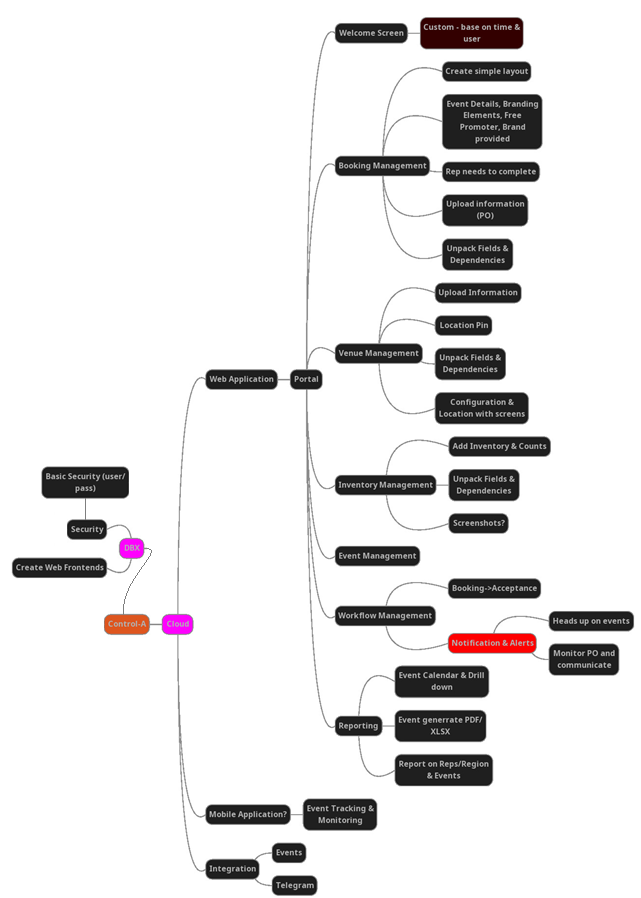 Welcome Screen
Custom - base on time &
user
Create simple layout
Event Details, Branding
Elements, Free
Promoter, Brand
provided
Booking Management
Rep needs to complete
Upload information
(PO)
Unpack Fields &
Dependencies
Upload Information
Location Pin
Venue Management
Unpack Fields &
Dependencies
Configuration &
Location with screens
Web Application
Portal
Add Inventory & Counts
Inventory Management
Unpack Fields &
Dependencies
Screenshots?
Basic Security (user/
pass)
Security
DBX
Create Web Frontends
Event Management
Booking->Acceptance
Workflow Management
Control-A
Cloud
Heads up on events
Notification & Alerts
Monitor PO and
communicate
Event Calendar & Drill
down
Reporting
Event generrate PDF/
XLSX
Report on Reps/Region
& Events
Mobile Application?
Event Tracking &
Monitoring
Integration
Events
Telegram